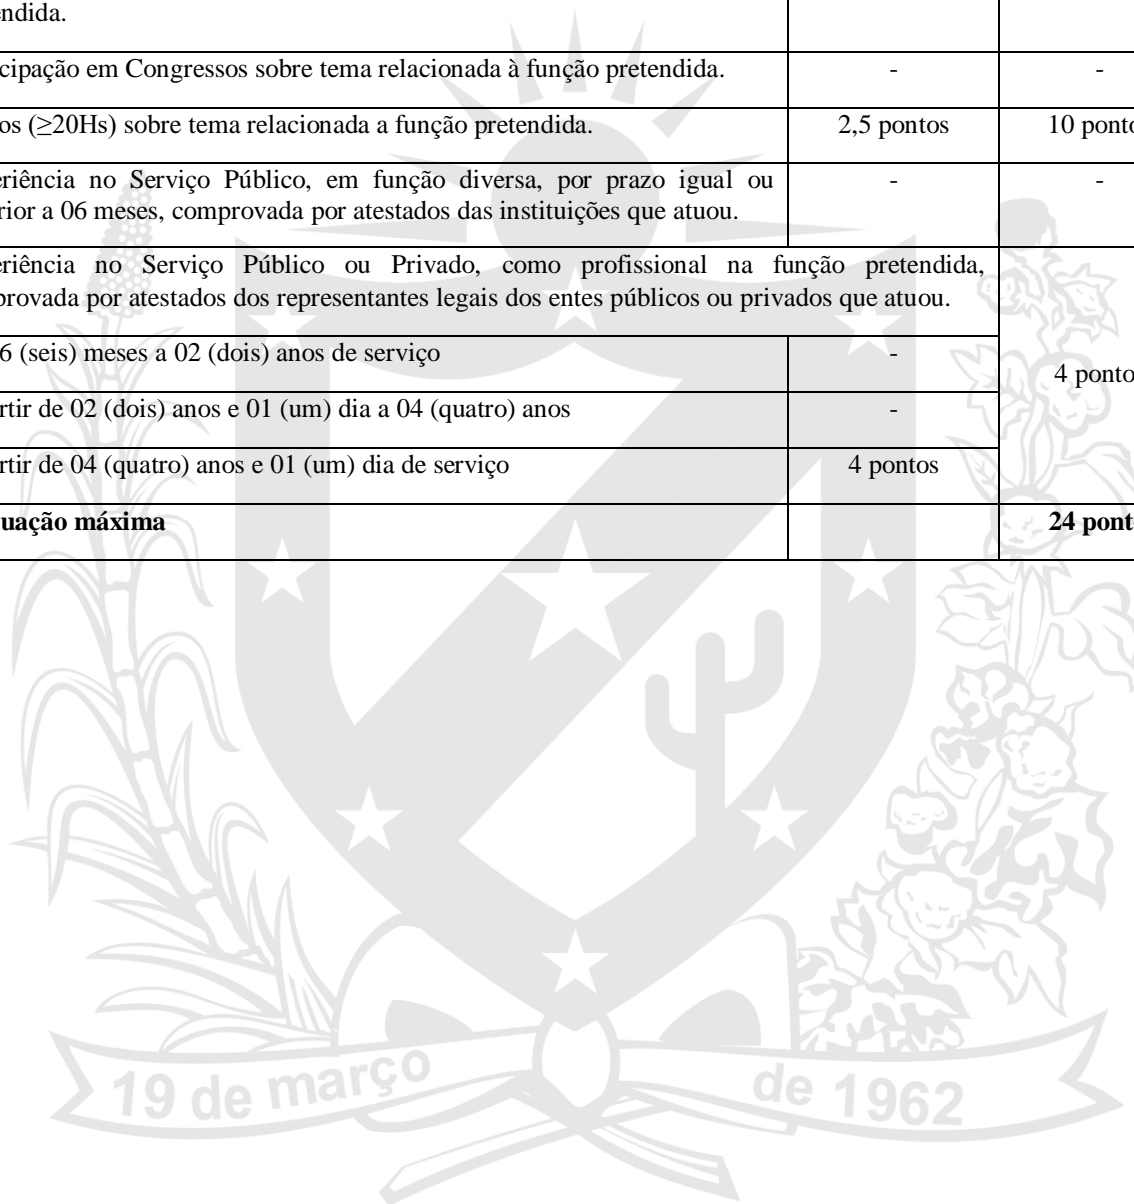 endida.
cipação em Congressos sobre tema relacionada à função pretendida. - -
os (≥20Hs) sobre tema relacionada a função pretendida. 2,5 pontos 10 ponto
eriência no Serviço Público, em função diversa, por prazo igual ou - -
rior a 06 meses, comprovada por atestados das instituições que atuou.
eriência no Serviço Público ou Privado, como profissional na função pretendida,
provada por atestados dos representantes legais dos entes públicos ou privados que atuou.
6 (seis) meses a 02 (dois) anos de serviço -
4 ponto
rtir de 02 (dois) anos e 01 (um) dia a 04 (quatro) anos -
rtir de 04 (quatro) anos e 01 (um) dia de serviço 4 pontos
uação máxima 24 pont
19 de março de 1962